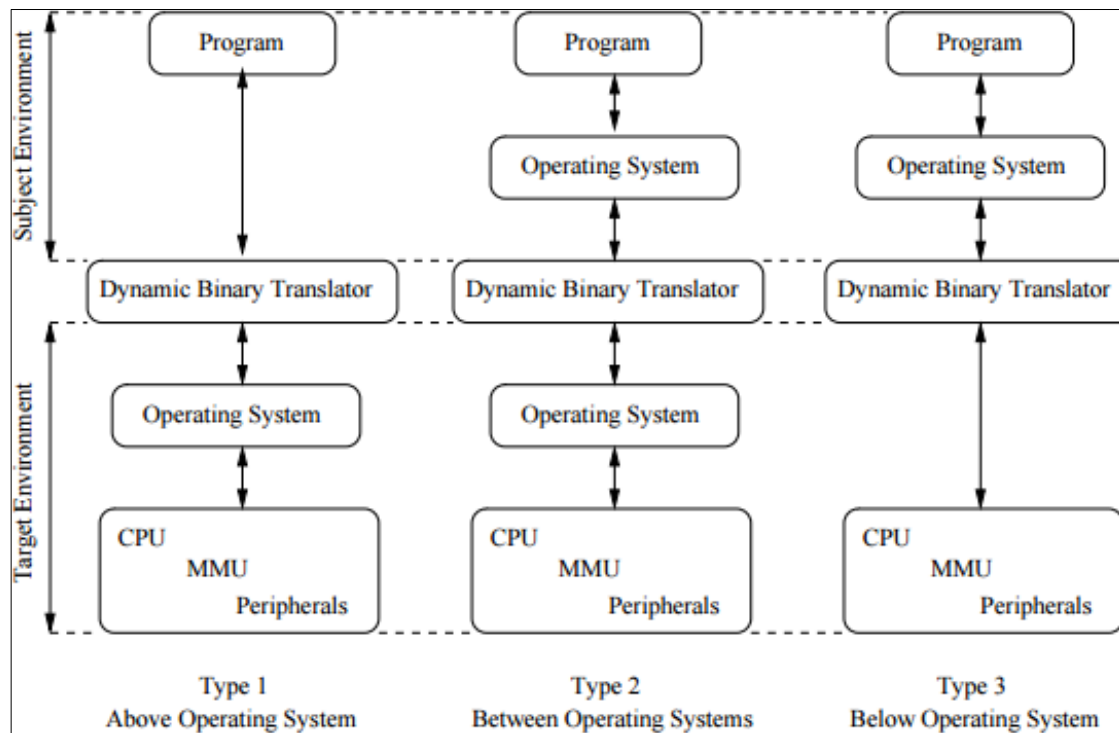 Subject Environment
Target Environment
Program
Dynamic Binary Translator
Operating System
CPU
MMU
Peripherals
Type 1
Above Operating System
Program
Operating System
Dynamic Binary Translator
Operating System
CPU
MMU
Peripherals
Type 2
Between Operating Systems
Program
Operating System
Dynamic Binary Translator
CPU
MMU
Peripherals
Type 3
Below Operating System